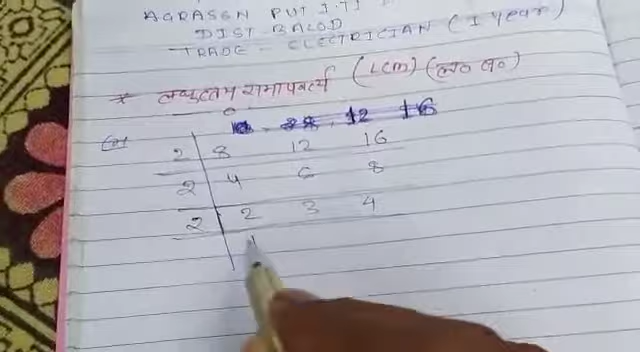 AGRASEN PVT I.T.I
DIST- BALOD
TRADE - ELECTRICIAN ( I year )
* लघुत्तम समापवर्त्य (LCM) (ल० स०)
12 16
2 8 12 16
2 4 6 8
2 2 3 4
1